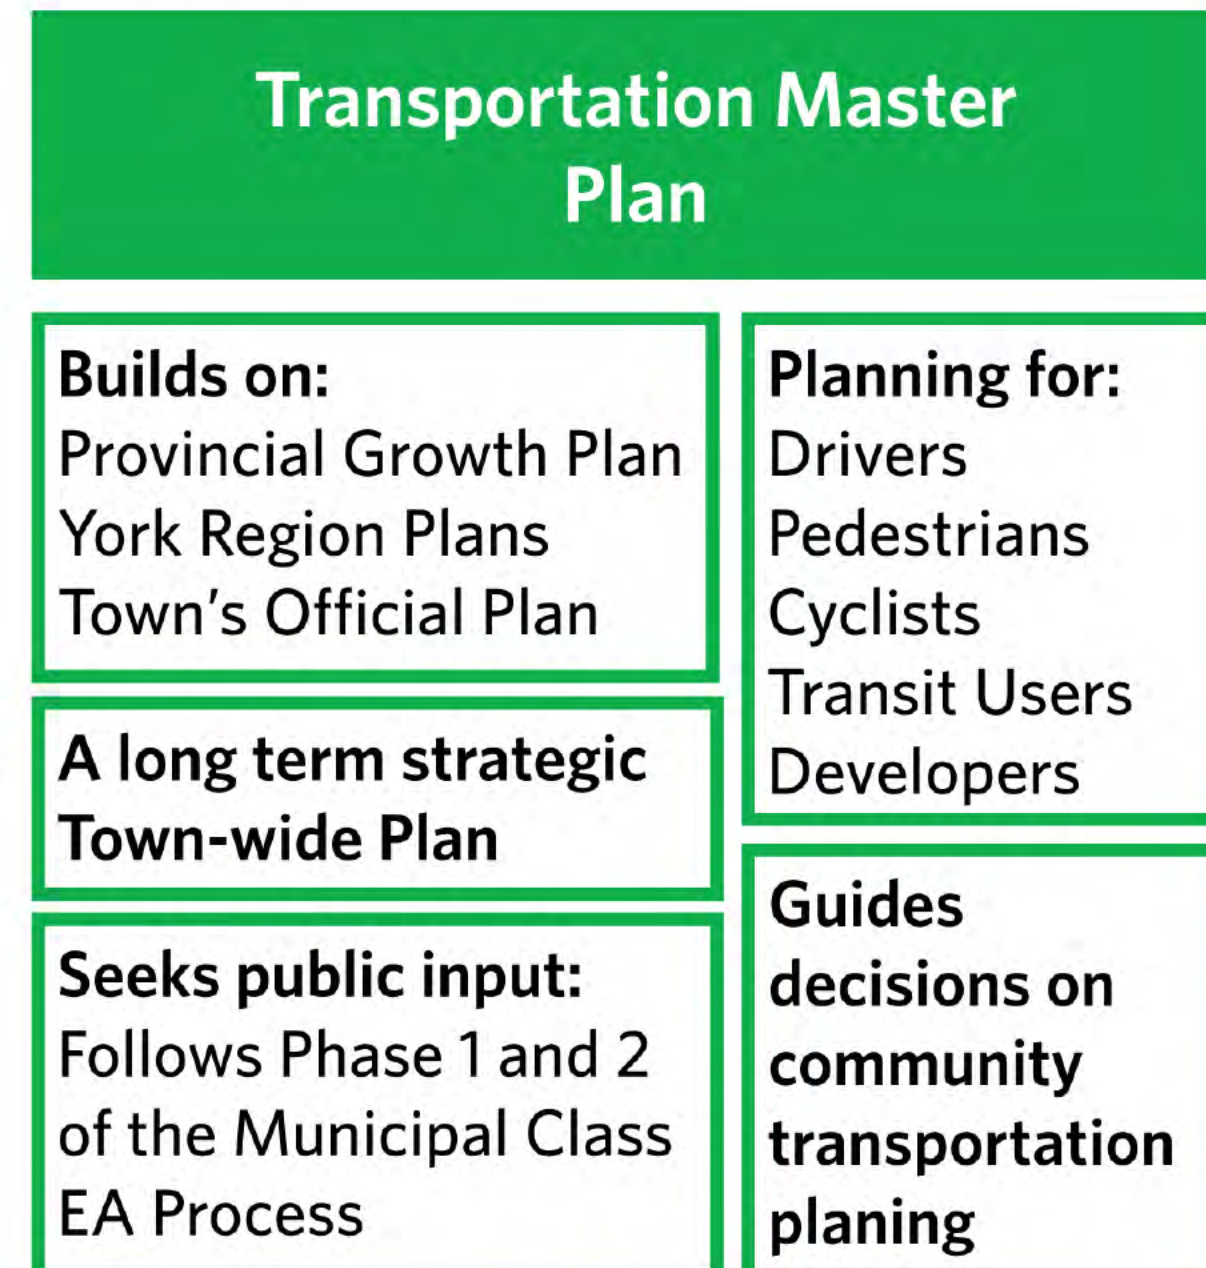 Transportation Master
Plan
Builds on:
Provincial Growth Plan
York Region Plans
Town’s Official Plan
A long term strategic
Town-wide Plan
Seeks public input:
Follows Phase 1 and 2
of the Municipal Class
EA Process
Planning for:
Drivers
Pedestrians
Cyclists
Transit Users
Developers
Guides
decisions on
community
transportation
planing